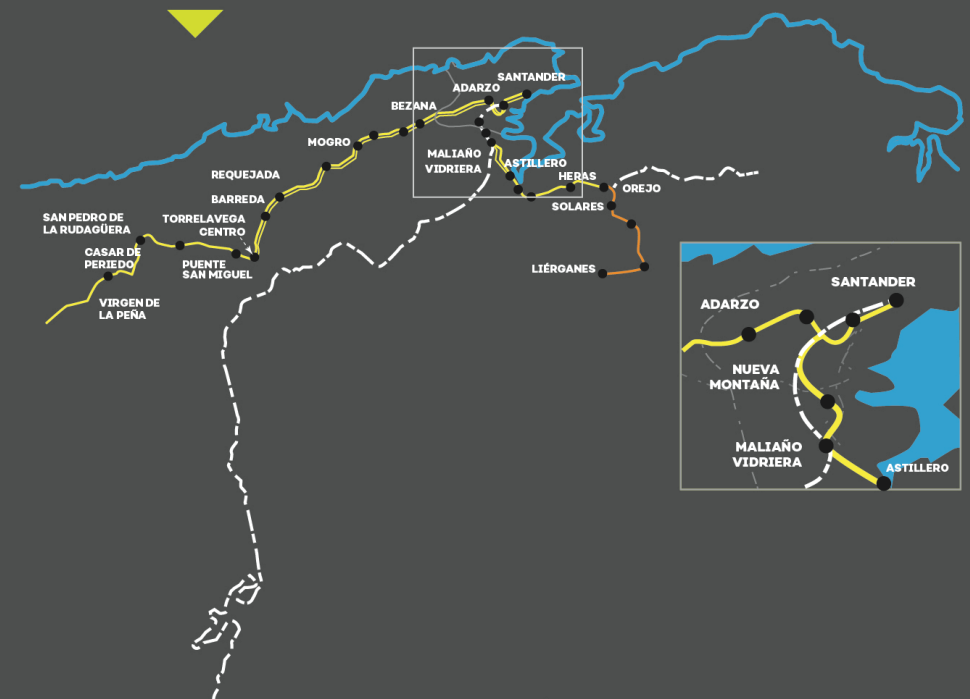 SANTANDER
ADARZO
BEZANA
MOGRO
MALIAÑO
VIDRIERA
ASTILLERO
HERAS
OREJO
SOLARES
REQUEJADA
BARREDA
SAN PEDRO DE
LA RUDAGÜERA
TORRELAVEGA
CENTRO
CASAR DE
PERIEDO
PUENTE
SAN MIGUEL
LIÉRGANES
VIRGEN DE
LA PEÑA
SANTANDER
ADARZO
NUEVA
MONTAÑA
MALIAÑO
VIDRIERA
ASTILLERO